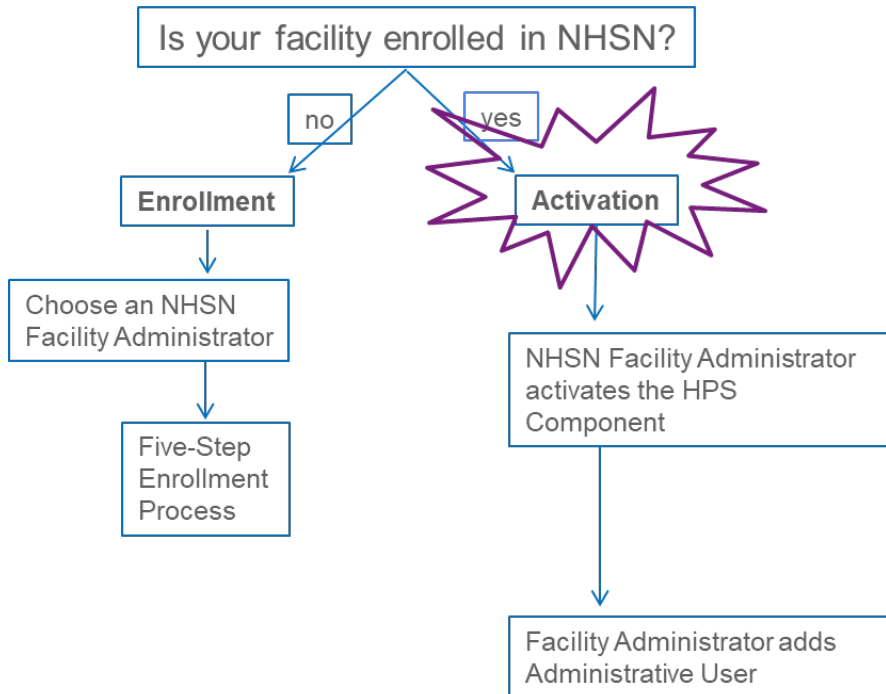 Is your facility enrolled in NHSN?
no
yes
Enrollment
Activation
Choose an NHSN
Facility Administrator
NHSN Facility Administrator
activates the HPS
Component
Five-Step
Enrollment
Process
Facility Administrator adds
Administrative User